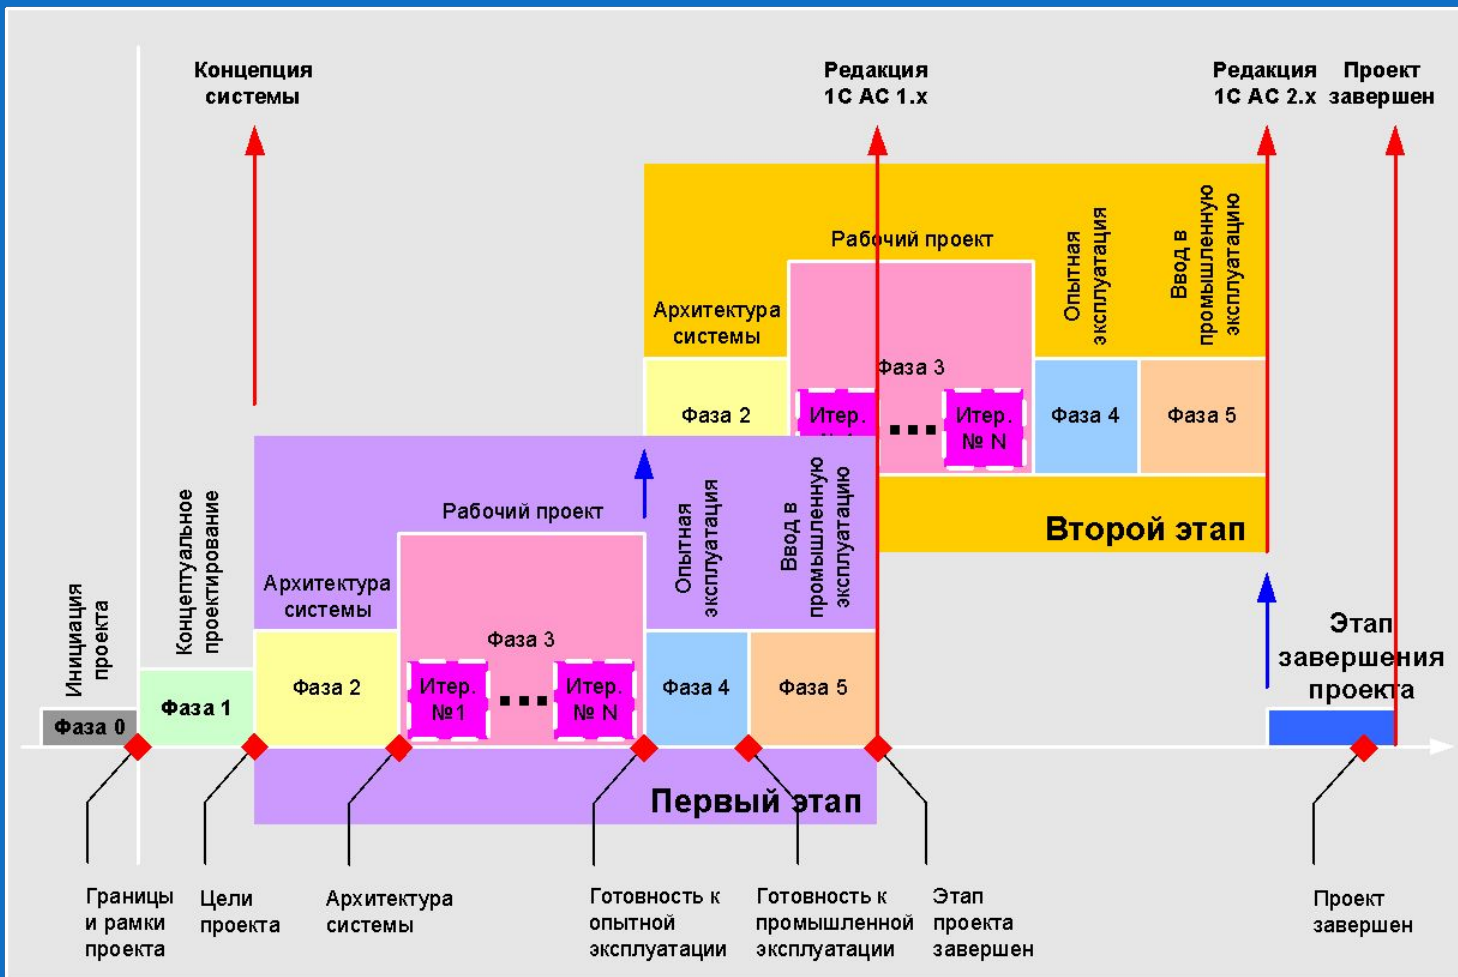 Концепция
системы
Редакция
1С АС 1.x
Редакция
1С АС 2.x
Проект
завершен
Рабочий проект
Опытная
эксплуатация
Ввод в
промышленную
эксплуатацию
Архитектура
системы
Фаза 3
Фаза 2
Итер.
Итер.
№ N
Фаза 4
Фаза 5
Второй этап
Рабочий проект
Опытная
эксплуатация
Ввод в
промышленную
эксплуатацию
Архитектура
системы
Инициация
проекта
Концептуальное
проектирование
Фаза 3
Фаза 0
Фаза 1
Фаза 2
Итер.
№1
Итер.
№ N
Фаза 4
Фаза 5
Этап
завершения
проекта
Первый этап
Границы
и рамки
проекта
Цели
проекта
Архитектура
системы
Готовность к
опытной
эксплуатации
Готовность к
промышленной
эксплуатации
Этап
проекта
завершен
Проект
завершен